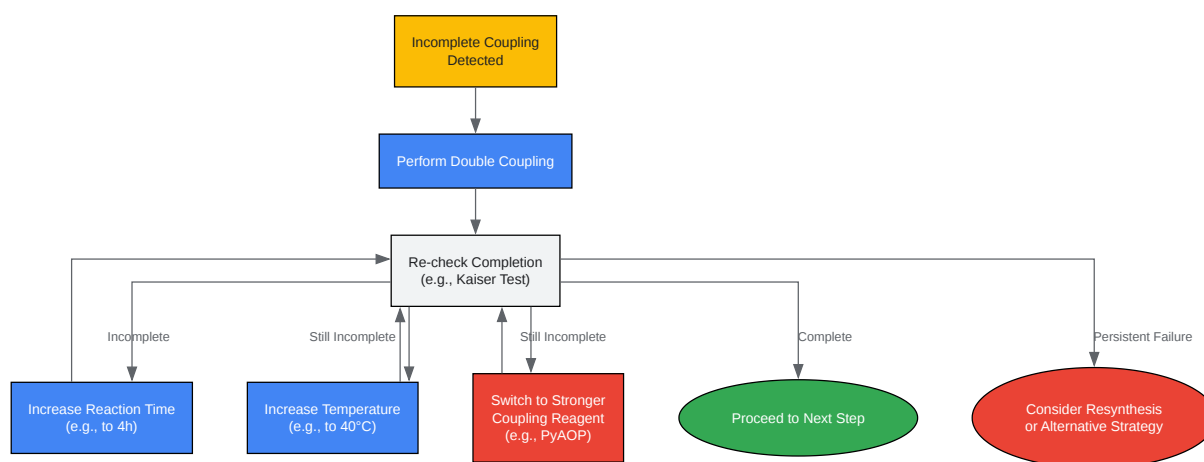 Incomplete Coupling
Detected
Perform Double Coupling
Re-check Completion
(e.g., Kaiser Test)
Incomplete
Still Incomplete
Still Incomplete
Complete
Persistent Failure
Increase Reaction Time
(e.g., to 4h)
Increase Temperature
(e.g., to 40°C)
Switch to Stronger
Coupling Reagent
(e.g., PyAOP)
Proceed to Next Step
Consider Resynthesis
or Alternative Strategy